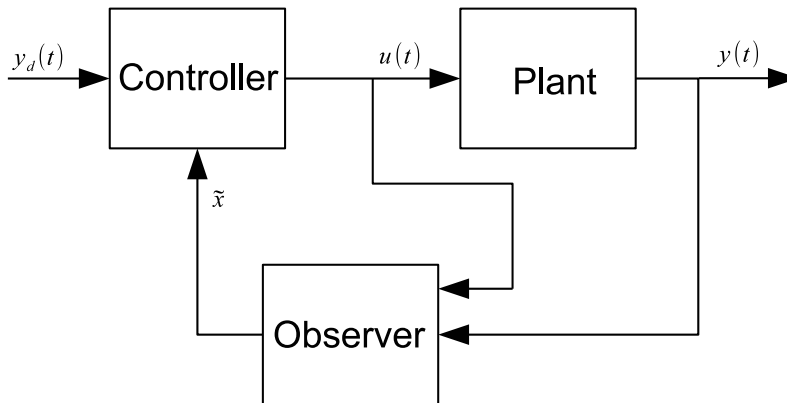 y_d(t)
Controller
u(t)
Plant
y(t)
x̃
Observer